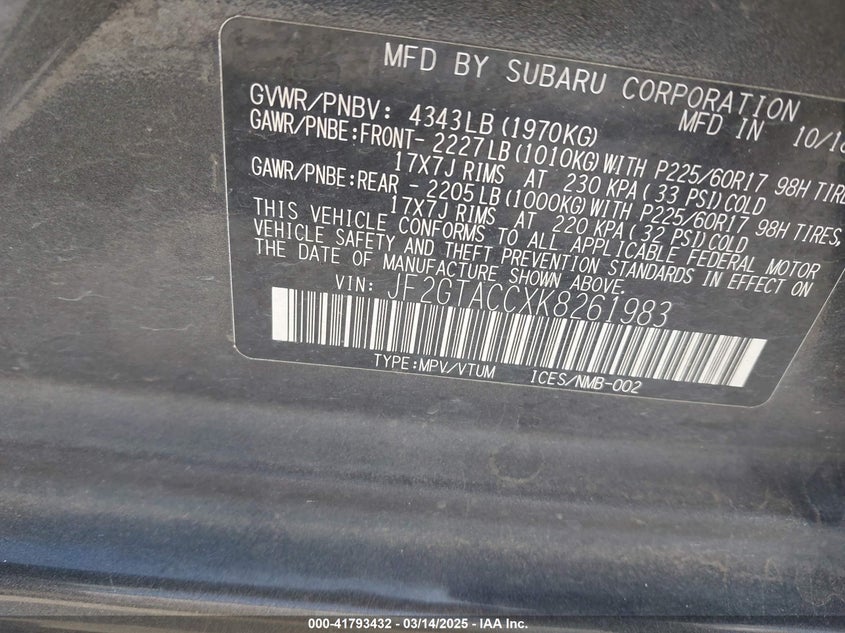 MFD BY SUBARU CORPORATION
MFD IN 10/18
GVWR/PNBV: 4343LB(1970KG)
GAWR/PNBE:FRONT- 2227LB(1010KG)WITH P225/60R17 98H TIRE
17X7J RIMS AT 230 KPA(33 PSI)COLD
GAWR/PNBE:REAR - 2205LB(1000KG)WITH P225/60R17 98H TIRES,
17X7J RIMS AT 220 KPA(32 PSI)COLD
THIS VEHICLE CONFORMS TO ALL APPLICABLE FEDERAL MOTOR
VEHICLE SAFETY AND THEFT PREVENTION STANDARDS IN EFFECT ON
THE DATE OF MANUFACTURE SHOWN ABOVE.
VIN: JF2GTACCXK8261983
TYPE:MPV/VTUM ICES/NMB-002
000-41793432 - 03/14/2025 - IAA Inc.